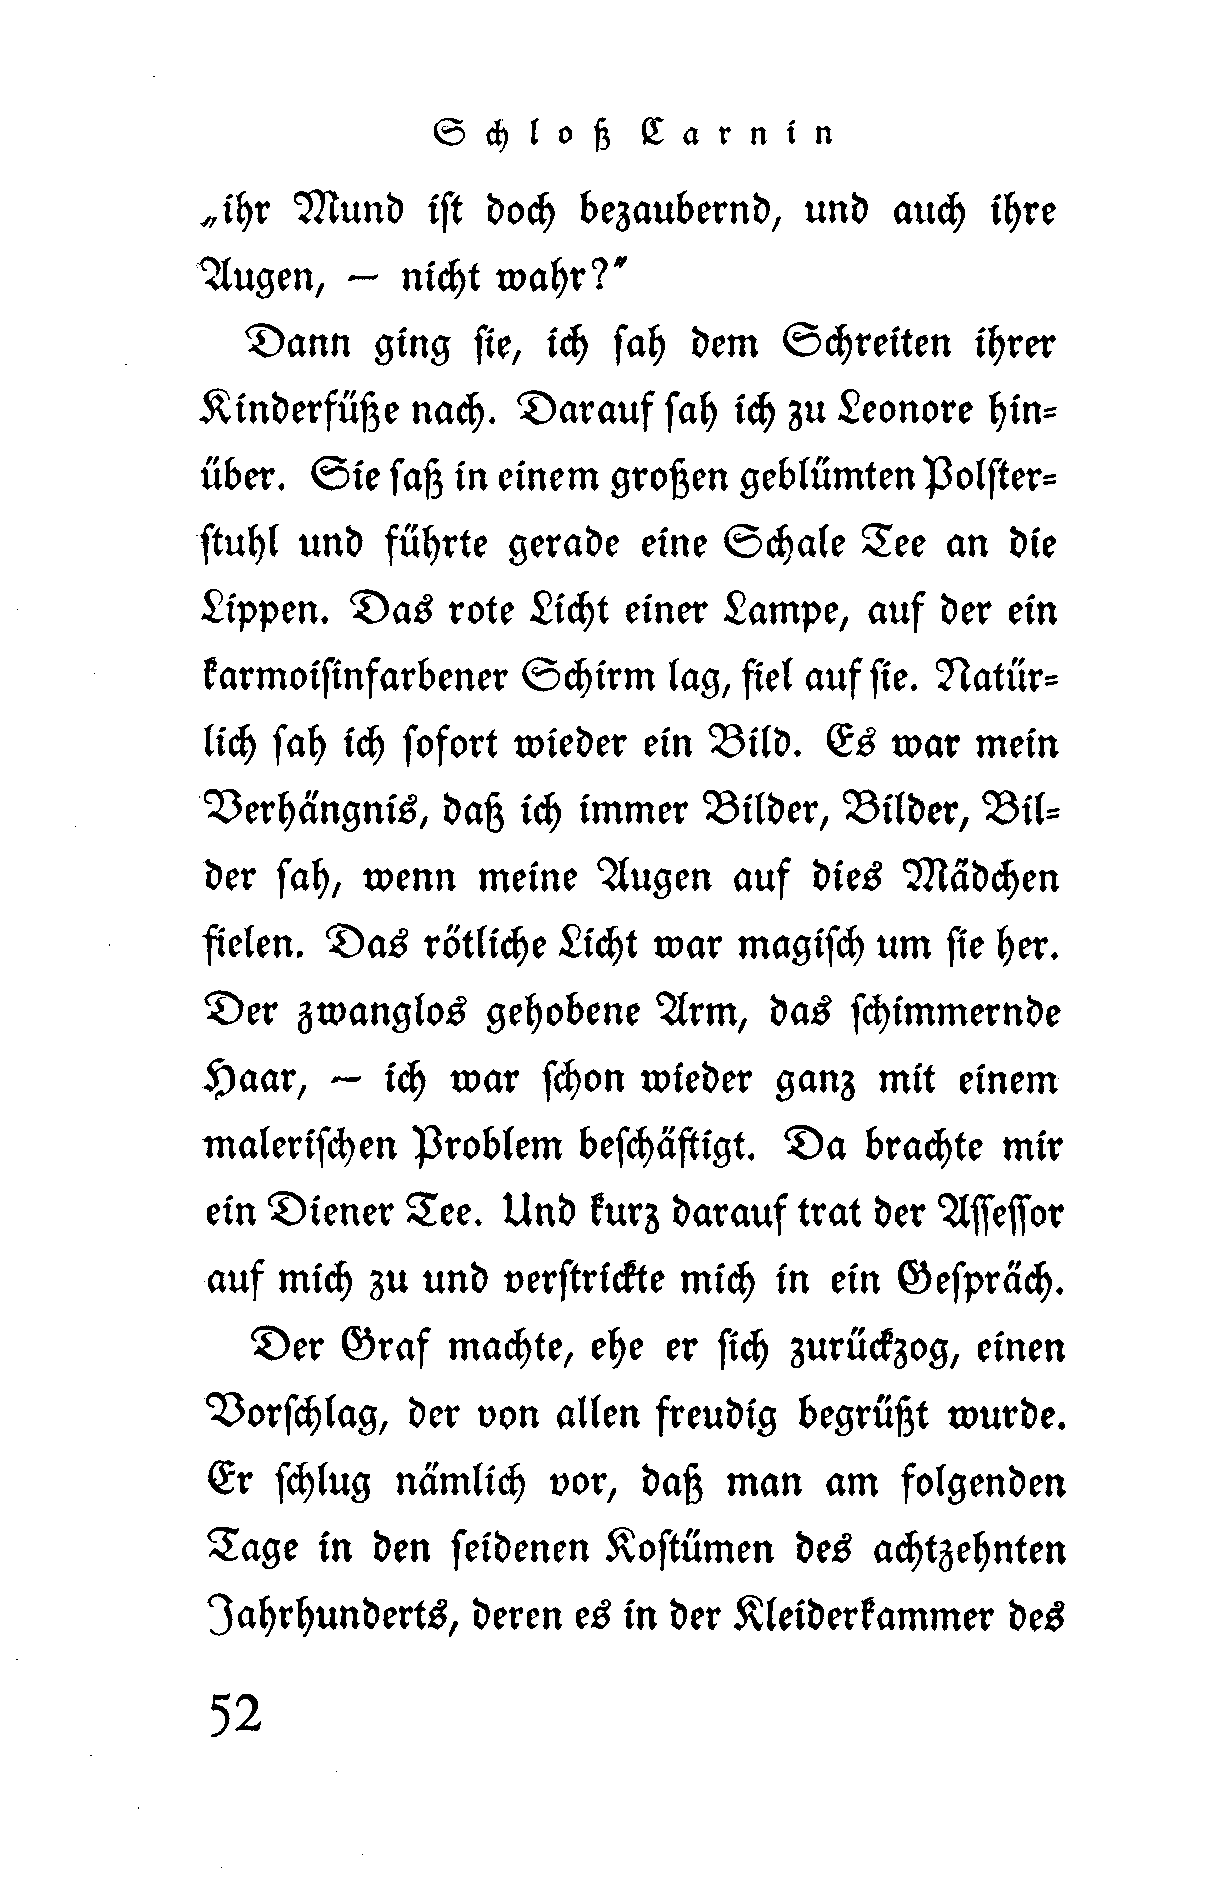 Schloß Carnin
„ihr Mund ist doch bezaubernd, und auch ihre
Augen, — nicht wahr?“
Dann ging sie, ich sah dem Schreiten ihrer
Kinderfüße nach. Darauf sah ich zu Leonore hin-
über. Sie saß in einem großen geblümten Polster-
stuhl und führte gerade eine Schale Tee an die
Lippen. Das rote Licht einer Lampe, auf der ein
karmoisinfarbener Schirm lag, fiel auf sie. Natür-
lich sah ich sofort wieder ein Bild. Es war mein
Verhängnis, daß ich immer Bilder, Bilder, Bil-
der sah, wenn meine Augen auf dies Mädchen
fielen. Das rötliche Licht war magisch um sie her.
Der zwanglos gehobene Arm, das schimmernde
Haar, — ich war schon wieder ganz mit einem
malerischen Problem beschäftigt. Da brachte mir
ein Diener Tee. Und kurz darauf trat der Assessor
auf mich zu und verstrickte mich in ein Gespräch.
Der Graf machte, ehe er sich zurückzog, einen
Vorschlag, der von allen freudig begrüßt wurde.
Er schlug nämlich vor, daß man am folgenden
Tage in den seidenen Kostümen des achtzehnten
Jahrhunderts, deren es in der Kleiderkammer des
52